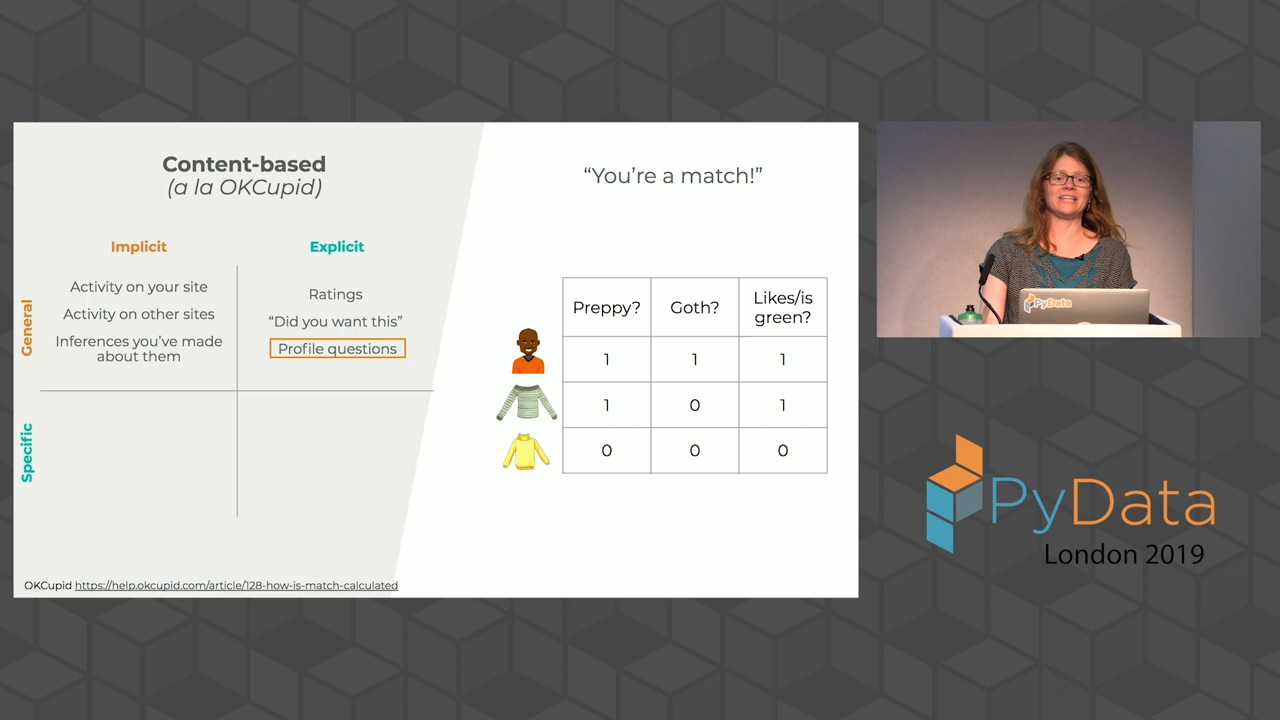 Content-based
(a la OKCupid)
Implicit
Explicit
General
Activity on your site
Activity on other sites
Inferences you've made
about them
Ratings
“Did you want this”
Profile questions
Specific
OKCupid https://help.okcupid.com/article/128-how-is-match-calculated
“You’re a match!”
Preppy? Goth? Likes/is green?
1 1 1
1 0 1
0 0 0
PyData
PyData
London 2019